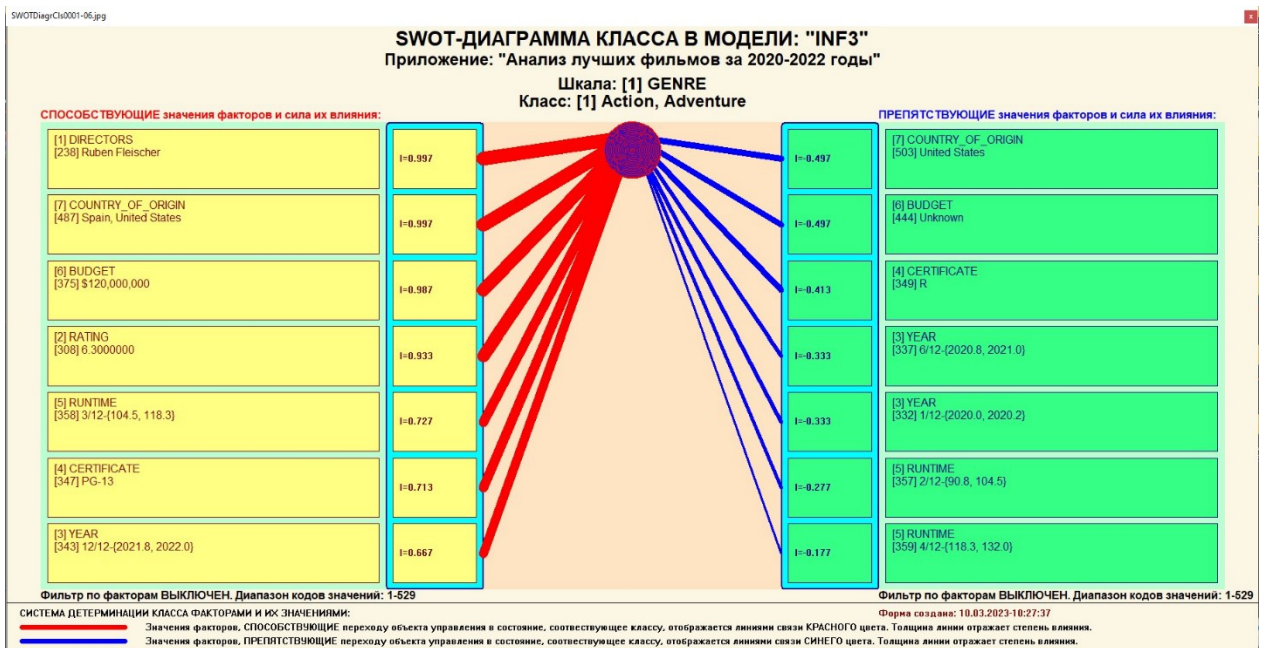 SWOTDiagrCls0001-06.jpg
x
SWOT-ДИАГРАММА КЛАССА В МОДЕЛИ: "INF3"
Приложение: "Анализ лучших фильмов за 2020-2022 годы"
Шкала: [1] GENRE
Класс: [1] Action, Adventure
СПОСОБСТВУЮЩИЕ значения факторов и сила их влияния:
[1] DIRECTORS
[238] Ruben Fleischer
I=0.997
[7] COUNTRY_OF_ORIGIN
[487] Spain, United States
I=0.997
[6] BUDGET
[375] $120,000,000
I=0.987
[2] RATING
[308] 6.3000000
I=0.933
[5] RUNTIME
[358] 3/12-{104.5, 118.3}
I=0.727
[4] CERTIFICATE
[347] PG-13
I=0.713
[3] YEAR
[343] 12/12-{2021.8, 2022.0}
I=0.667
Фильтр по факторам ВЫКЛЮЧЕН. Диапазон кодов значений: 1-529
ПРЕПЯТСТВУЮЩИЕ значения факторов и сила их влияния:
I=-0.497
[7] COUNTRY_OF_ORIGIN
[503] United States
I=-0.497
[6] BUDGET
[444] Unknown
I=-0.413
[4] CERTIFICATE
[349] R
I=-0.333
[3] YEAR
[337] 6/12-{2020.8, 2021.0}
I=-0.333
[3] YEAR
[332] 1/12-{2020.0, 2020.2}
I=-0.277
[5] RUNTIME
[357] 2/12-{90.8, 104.5}
I=-0.177
[5] RUNTIME
[359] 4/12-{118.3, 132.0}
Фильтр по факторам ВЫКЛЮЧЕН. Диапазон кодов значений: 1-529
СИСТЕМА ДЕТЕРМИНАЦИИ КЛАССА ФАКТОРАМИ И ИХ ЗНАЧЕНИЯМИ:
Форма создана: 10.03.2023-10:27:37
Значения факторов, СПОСОБСТВУЮЩИЕ переходу объекта управления в состояние, соотвествующее классу, отображается линиями связи КРАСНОГО цвета. Толщина линии отражает степень влияния.
Значения факторов, ПРЕПЯТСТВУЮЩИЕ переходу объекта управления в состояние, соотвествующее классу, отображается линиями связи СИНЕГО цвета. Толщина линии отражает степень влияния.